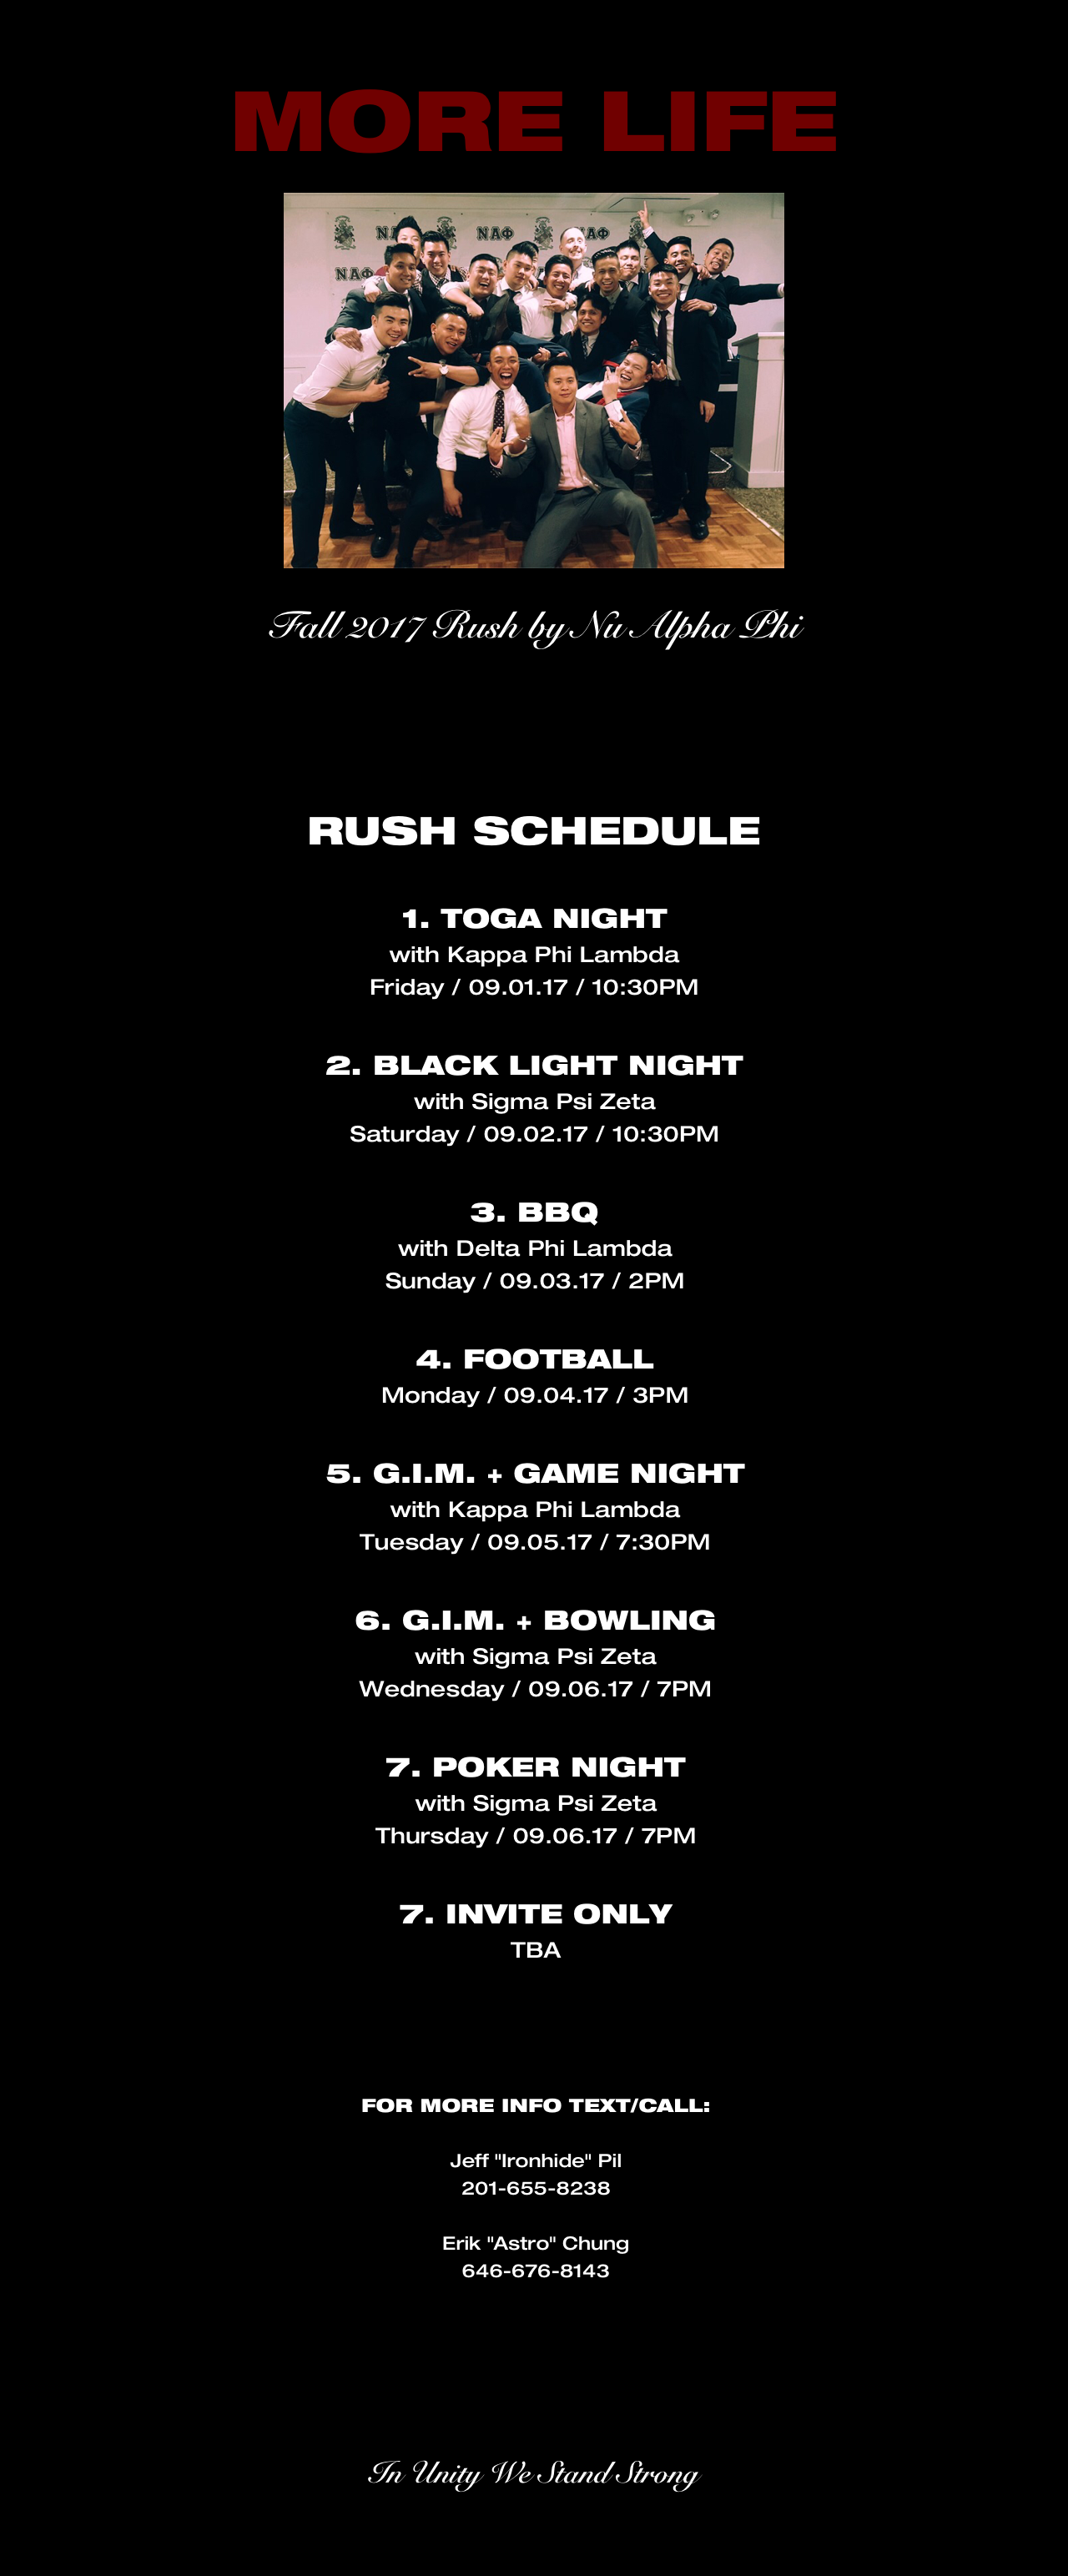 MORE LIFE
ΝΑΦ
ΝΑΦ
Fall 2017 Rush by Nu Alpha Phi
RUSH SCHEDULE
1. TOGA NIGHT
with Kappa Phi Lambda
Friday / 09.01.17 / 10:30PM
2. BLACK LIGHT NIGHT
with Sigma Psi Zeta
Saturday / 09.02.17 / 10:30PM
3. BBQ
with Delta Phi Lambda
Sunday / 09.03.17 / 2PM
4. FOOTBALL
Monday / 09.04.17 / 3PM
5. G.I.M. + GAME NIGHT
with Kappa Phi Lambda
Tuesday / 09.05.17 / 7:30PM
6. G.I.M. + BOWLING
with Sigma Psi Zeta
Wednesday / 09.06.17 / 7PM
7. POKER NIGHT
with Sigma Psi Zeta
Thursday / 09.06.17 / 7PM
7. INVITE ONLY
TBA
FOR MORE INFO TEXT/CALL:
Jeff "Ironhide" Pil
201-655-8238
Erik "Astro" Chung
646-676-8143
In Unity We Stand Strong